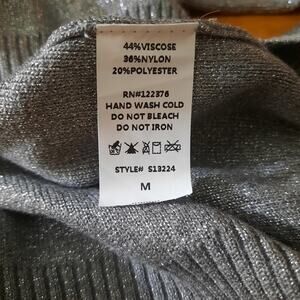 44%VISCOSE
36%NYLON
20%POLYESTER
RN#122376
HAND WASH COLD
DO NOT BLEACH
DO NOT IRON
STYLE# S13224
M